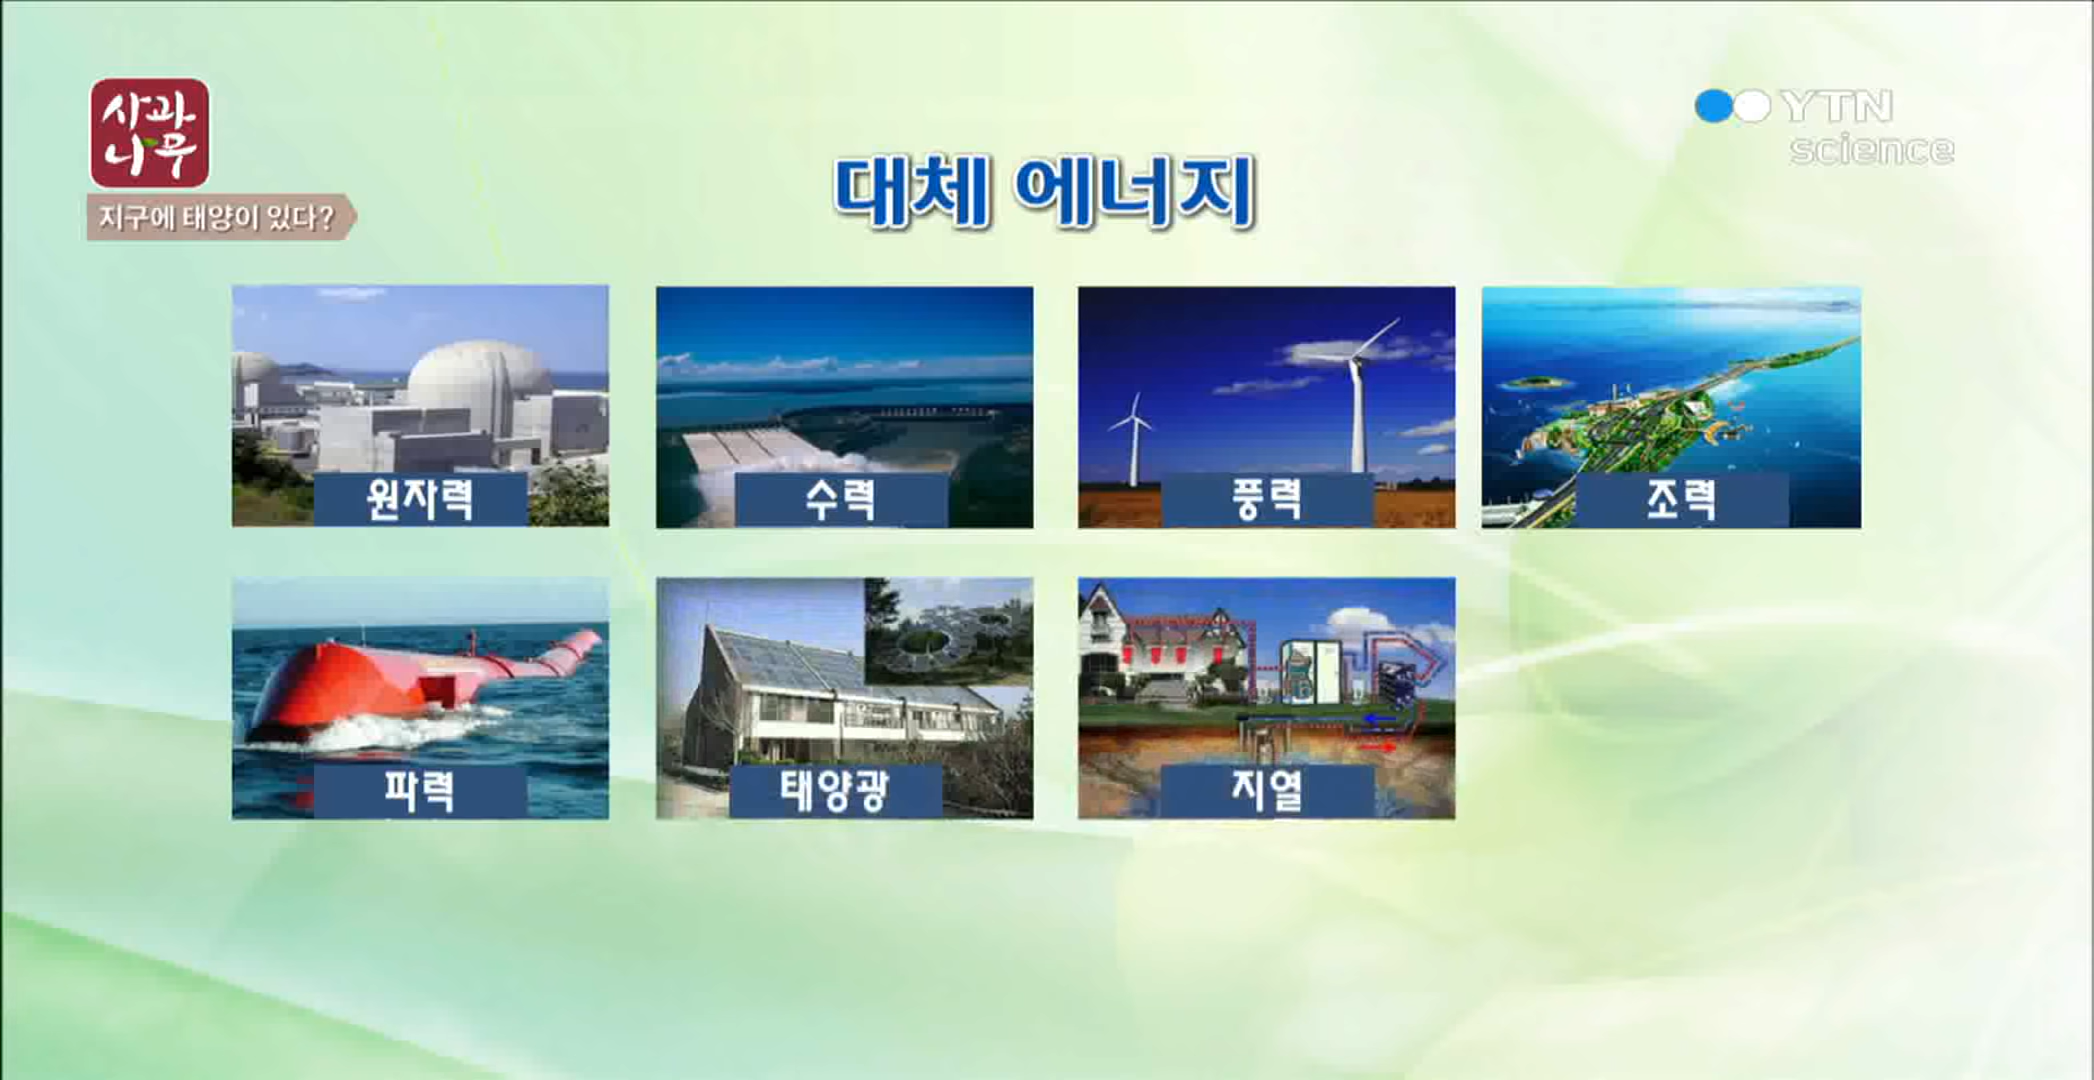 사과
나무
지구에 태양이 있다?
YTN
science
대체 에너지
원자력
수력
풍력
조력
파력
태양광
지열